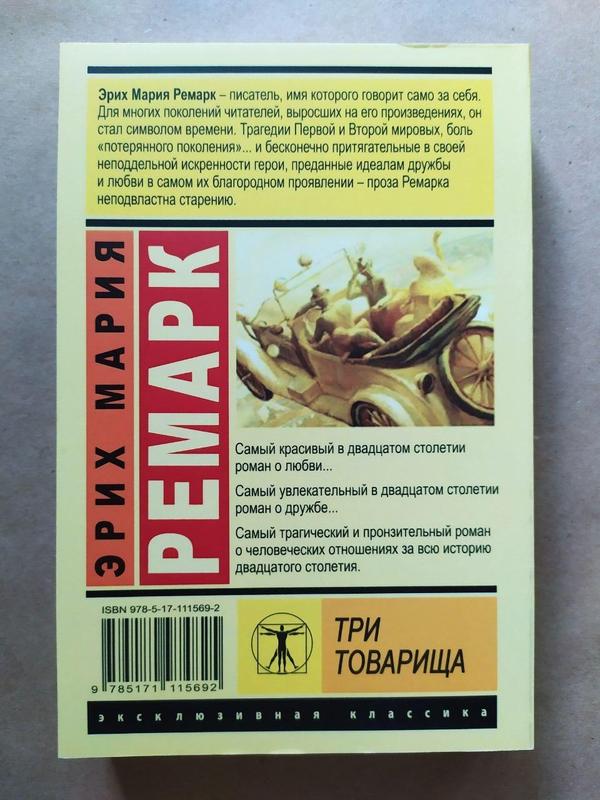 Эрих Мария Ремарк – писатель, имя которого говорит само за себя.
Для многих поколений читателей, выросших на его произведениях, он
стал символом времени. Трагедии Первой и Второй мировых, боль
"потерянного поколения"... и бесконечно притягательные в своей
неподдельной искренности герои, преданные идеалам дружбы
и любви в самом их благородном проявлении – проза Ремарка
неподвластна старению.
ЭРИХ МАРИЯ
РЕМАРК
Самый красивый в двадцатом столетии
роман о любви...
Самый увлекательный в двадцатом столетии
роман о дружбе...
Самый трагический и пронзительный роман
о человеческих отношениях за всю историю
двадцатого столетия.
ISBN 978-5-17-111569-2
9 785171 115692
ТРИ
ТОВАРИЩА
эксклюзивная классика